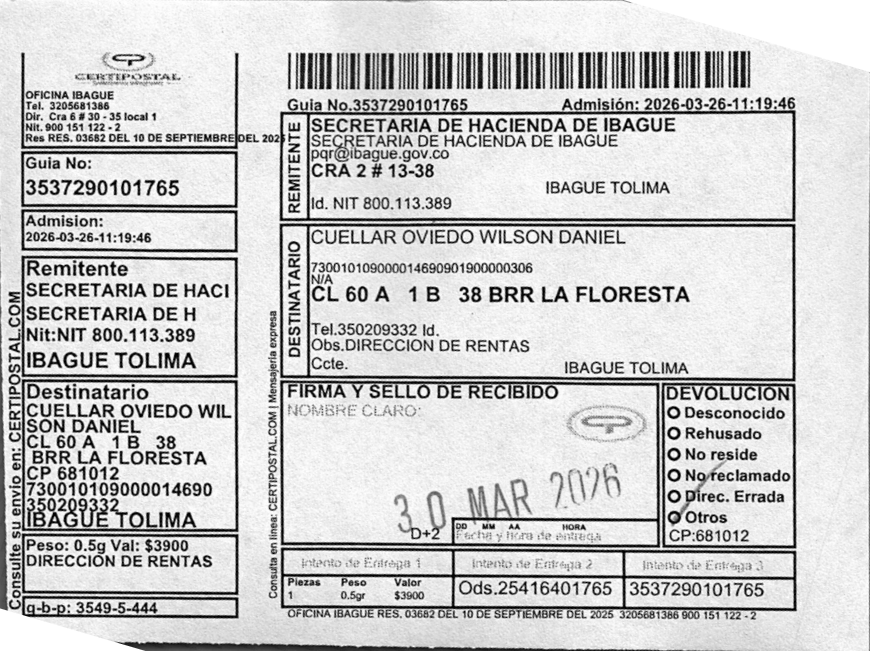 CERTIPOSTAL
OFICINA IBAGUE
Tel. 3205681386
Dir. Cra 6 # 30 - 35 local 1
Nit. 900 151 122 - 2
Res RES. 03682 DEL 10 DE SEPTIEMBRE DEL 2025
Guia No:
3537290101765
Admision:
2026-03-26-11:19:46
Remitente
SECRETARIA DE HACI
SECRETARIA DE H
Nit:NIT 800.113.389
IBAGUE TOLIMA
Destinatario
CUELLAR OVIEDO WIL
SON DANIEL
CL 60 A 1 B 38
BRR LA FLORESTA
CP 681012
730010109000014690
350209332
IBAGUE TOLIMA
Peso: 0.5g Val: $3900
DIRECCION DE RENTAS
g-b-p: 3549-5-444
Consulte su envio en: CERTIPOSTAL.COM
Consulta en linea: CERTIPOSTAL.COM | Mensajeria expresa
Guia No.3537290101765 Admisión: 2026-03-26-11:19:46
REMITENTE
SECRETARIA DE HACIENDA DE IBAGUE
SECRETARIA DE HACIENDA DE IBAGUE
pqr@ibague.gov.co
CRA 2 # 13-38
IBAGUE TOLIMA
Id. NIT 800.113.389
DESTINATARIO
CUELLAR OVIEDO WILSON DANIEL
730010109000014690901900000306
N/A
CL 60 A 1 B 38 BRR LA FLORESTA
Tel.350209332 Id.
Obs.DIRECCION DE RENTAS
Ccte. IBAGUE TOLIMA
FIRMA Y SELLO DE RECIBIDO
NOMBRE CLARO:
30 MAR 2026
D+2
DD MM AA HORA
Fecha y hora de entrega
DEVOLUCION
Desconocido
Rehusado
No reside
No reclamado
Direc. Errada
Otros
CP:681012
Intento de Entrega 1 Intento de Entrega 2 Intento de Entrega 3
Piezas Peso Valor
1 0.5gr $3900
Ods.25416401765 3537290101765
OFICINA IBAGUE RES. 03682 DEL 10 DE SEPTIEMBRE DEL 2025 3205681386 900 151 122 - 2